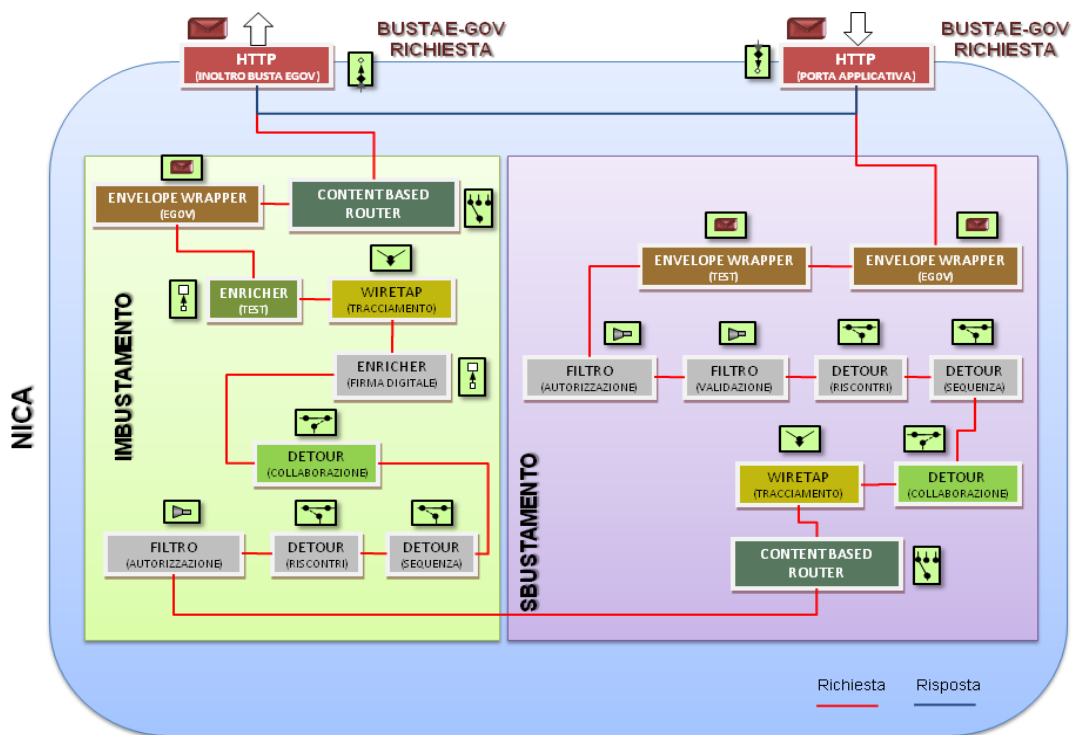 BUSTAE-GOV
RICHIESTA
BUSTAE-GOV
RICHIESTA
HTTP
(INOLTRO BUSTA EGOV)
HTTP
(PORTA APPLICATIVA)
NICA
IMBUSTAMENTO
ENVELOPE WRAPPER
(EGOV)
CONTENT BASED
ROUTER
ENRICHER
(TEST)
WIRETAP
(TRACCIAMENTO)
ENRICHER
(FIRMA DIGITALE)
DETOUR
(COLLABORAZIONE)
FILTRO
(AUTORIZZAZIONE)
DETOUR
(RISCONTRI)
DETOUR
(SEQUENZA)
SBUSTAMENTO
ENVELOPE WRAPPER
(TEST)
ENVELOPE WRAPPER
(EGOV)
FILTRO
(AUTORIZZAZIONE)
FILTRO
(VALIDAZIONE)
DETOUR
(RISCONTRI)
DETOUR
(SEQUENZA)
WIRETAP
(TRACCIAMENTO)
DETOUR
(COLLABORAZIONE)
CONTENT BASED
ROUTER
Richiesta
Risposta